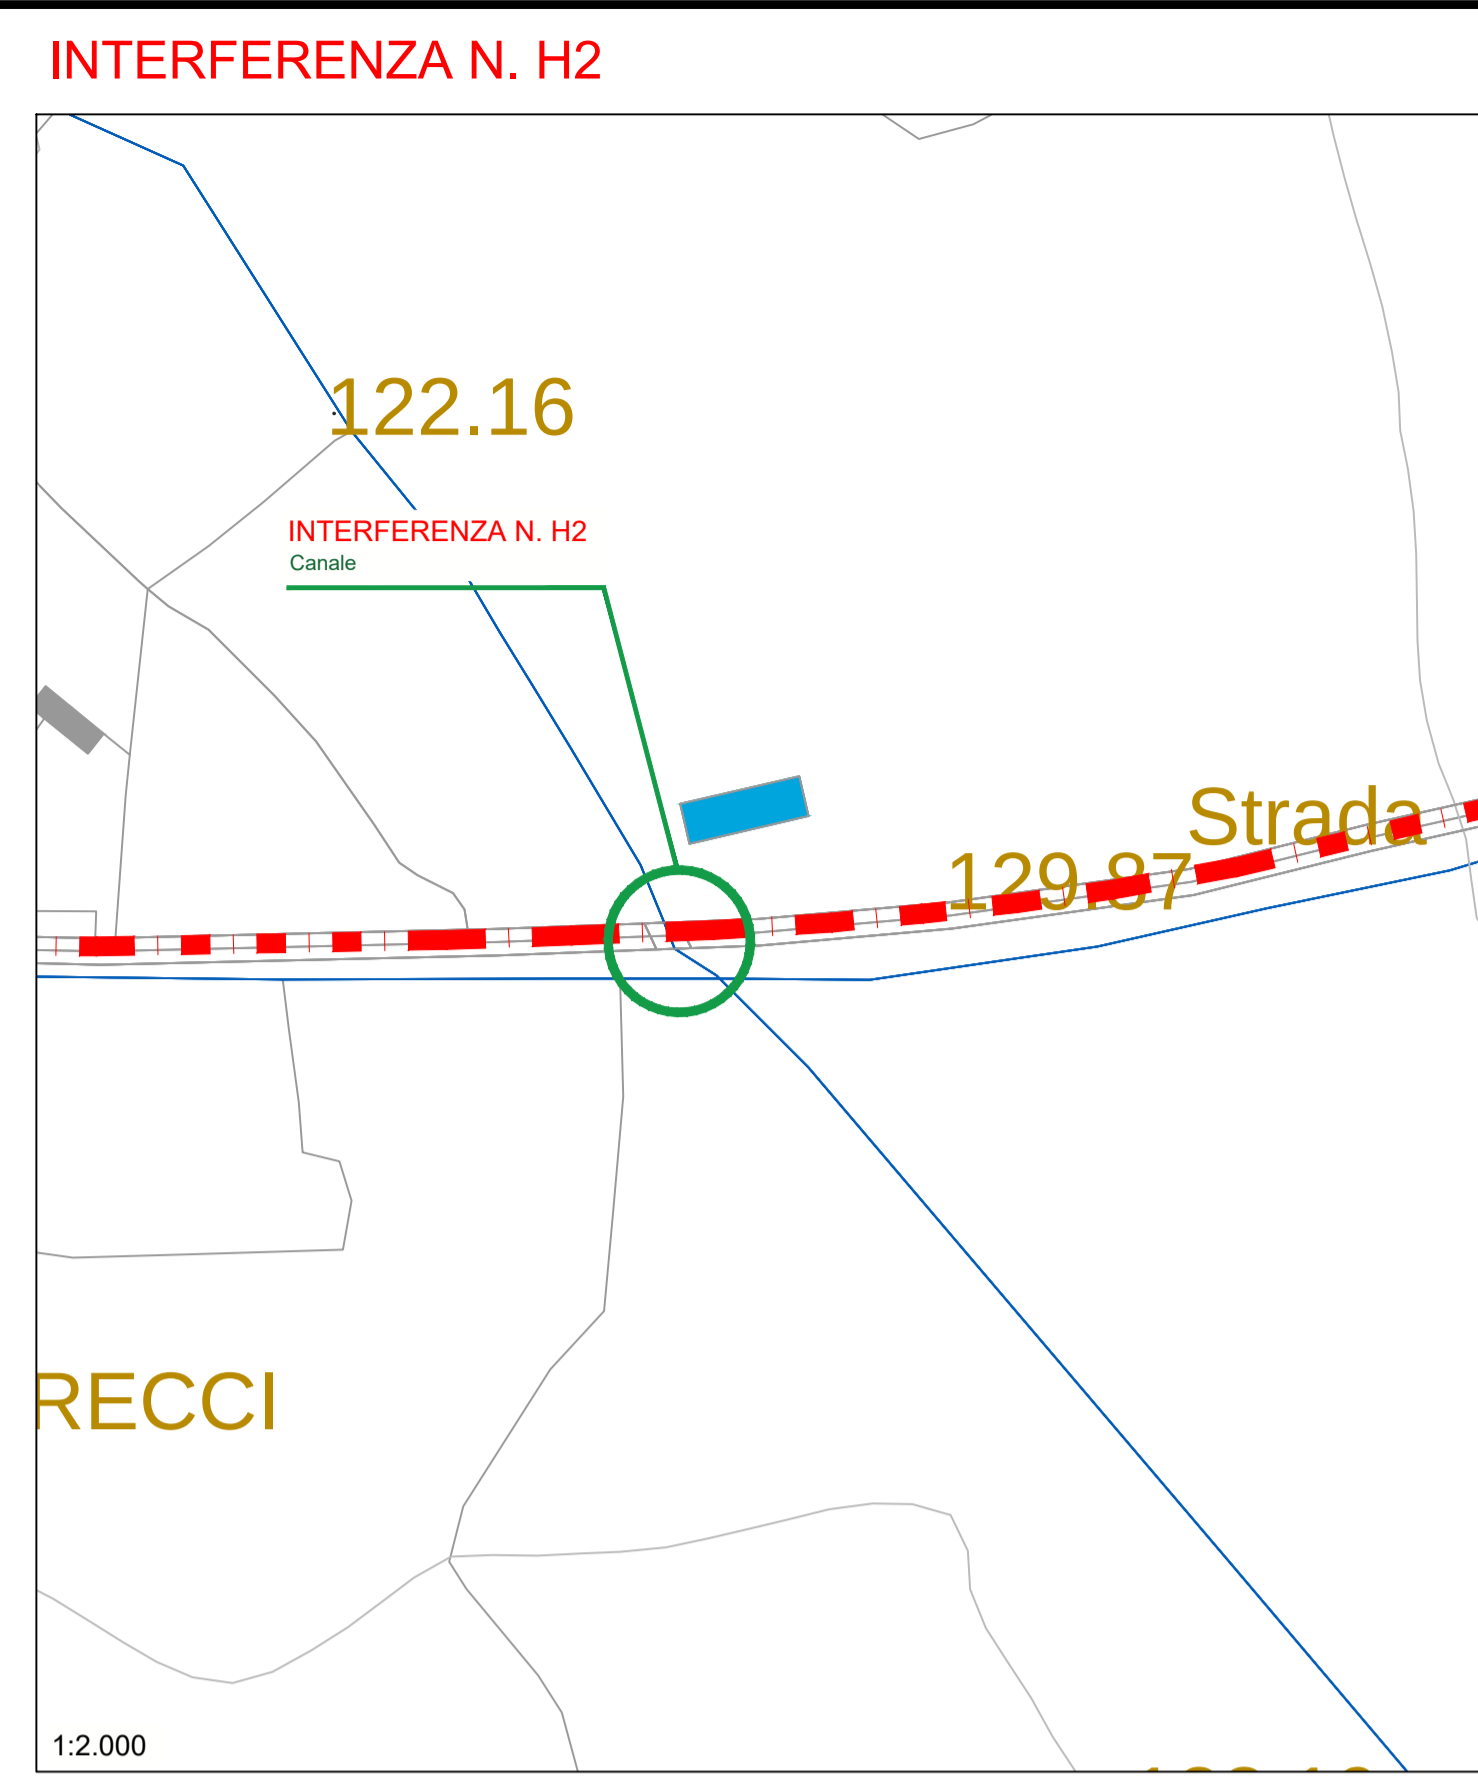 INTERFERENZA N. H2
122.16
INTERFERENZA N. H2
Canale
Strada
129.87
RECCI
1:2.000